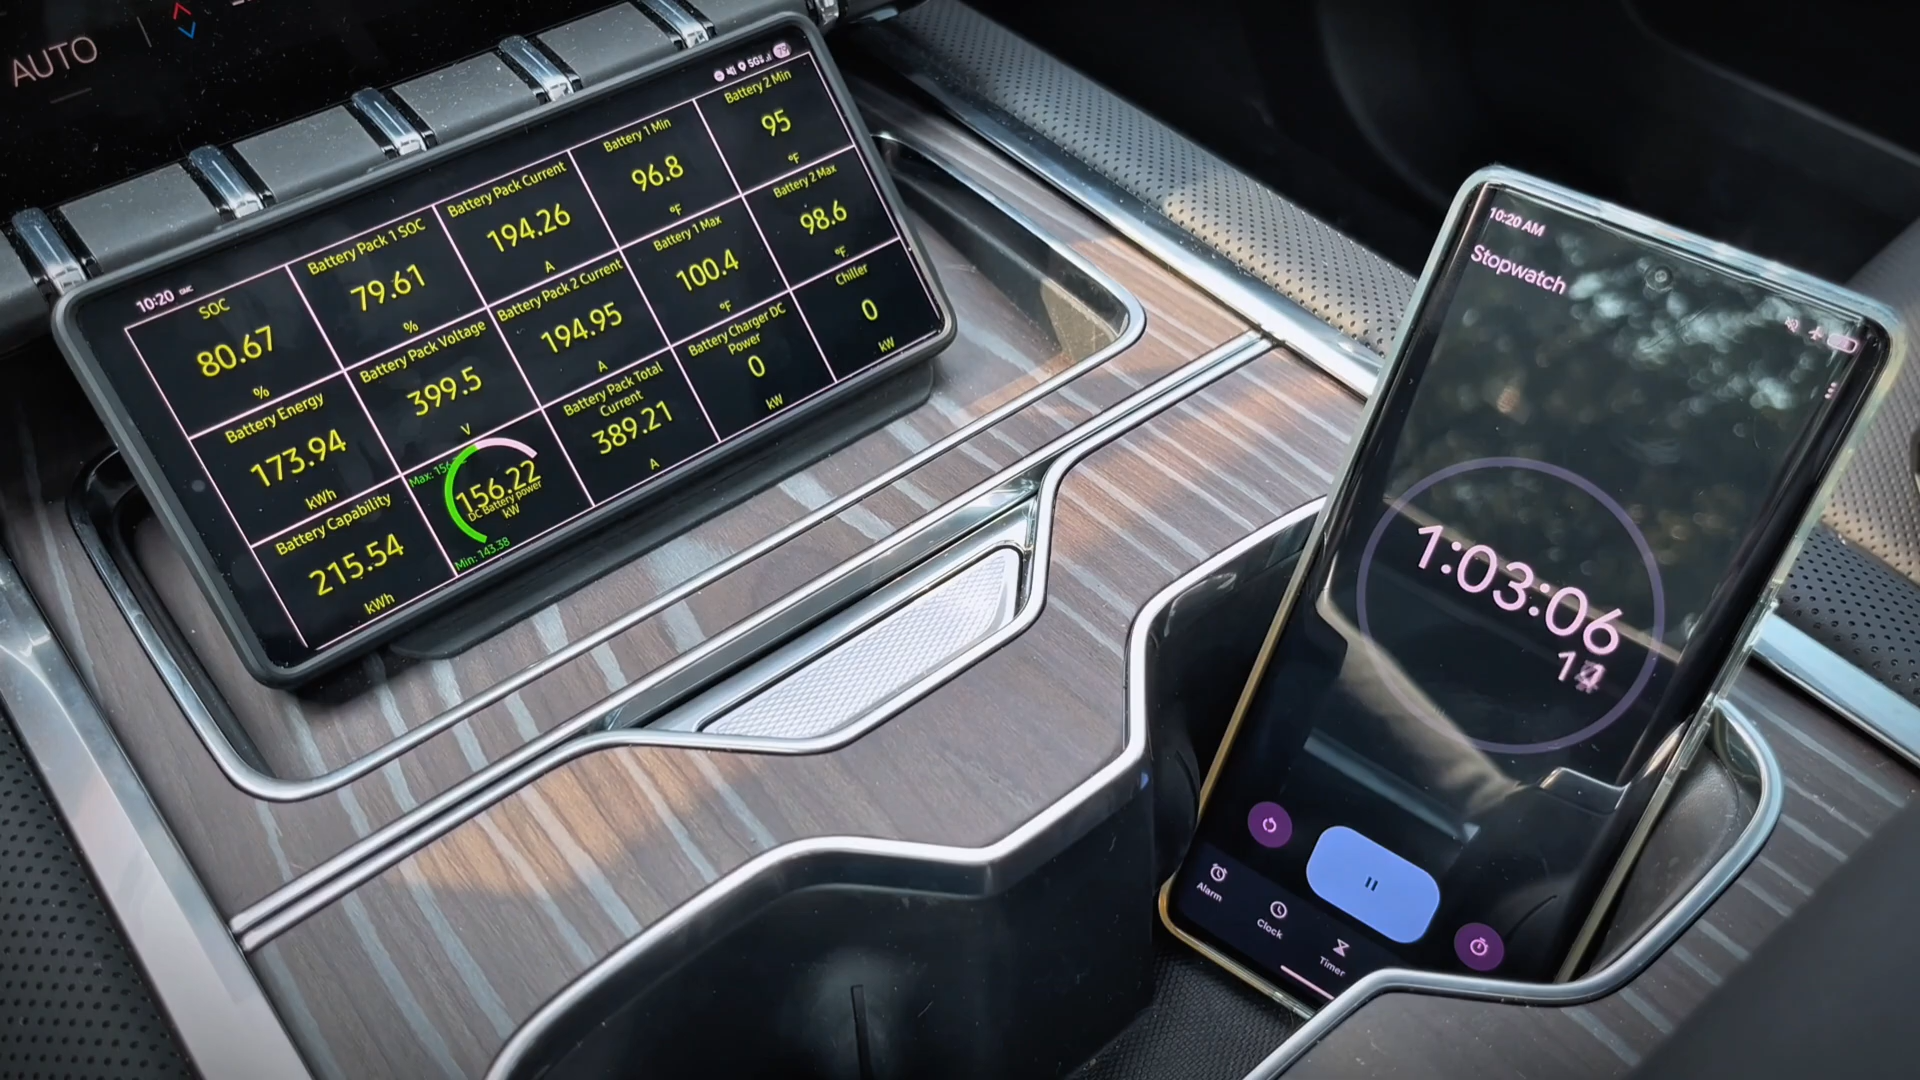 AUTO
10:20
5G
SOC
80.67
%
Battery Pack 1 SOC
79.61
%
Battery Pack Current
194.26
A
Battery 1 Min
96.8
°F
Battery 2 Min
95
°F
Battery Energy
173.94
kWh
Battery Pack Voltage
399.5
V
Battery Pack 2 Current
194.95
A
Battery 1 Max
100.4
°F
Battery 2 Max
98.6
°F
Battery Capability
215.54
kWh
Max: 156
156.22
DC Battery power
kW
Min: 143.38
Battery Pack Total
Current
389.21
A
Battery Charger DC
Power
0
kW
Chiller
0
kW
10:20 AM
Stopwatch
1:03:06
Alarm
Clock
Timer